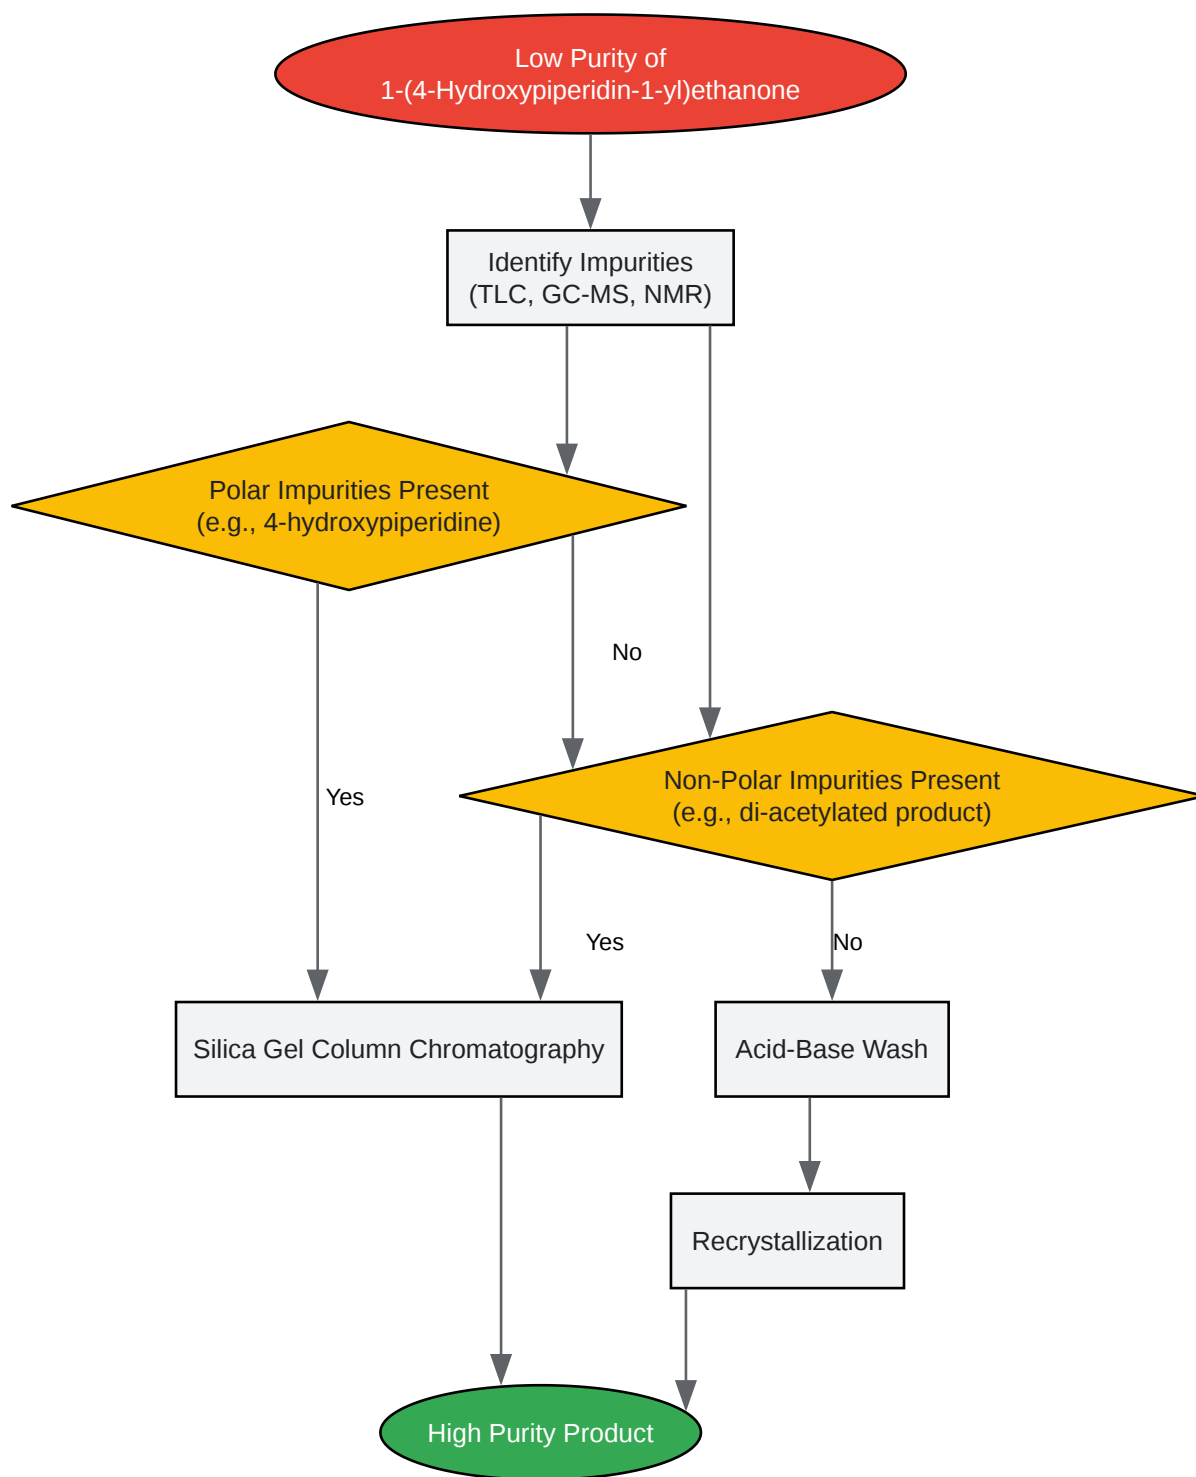 Low Purity of
1-(4-Hydroxypiperidin-1-yl)ethanone
Identify Impurities
(TLC, GC-MS, NMR)
Polar Impurities Present
(e.g., 4-hydroxypiperidine)
No
Non-Polar Impurities Present
(e.g., di-acetylated product)
Yes
Yes
No
Silica Gel Column Chromatography
Acid-Base Wash
Recrystallization
High Purity Product